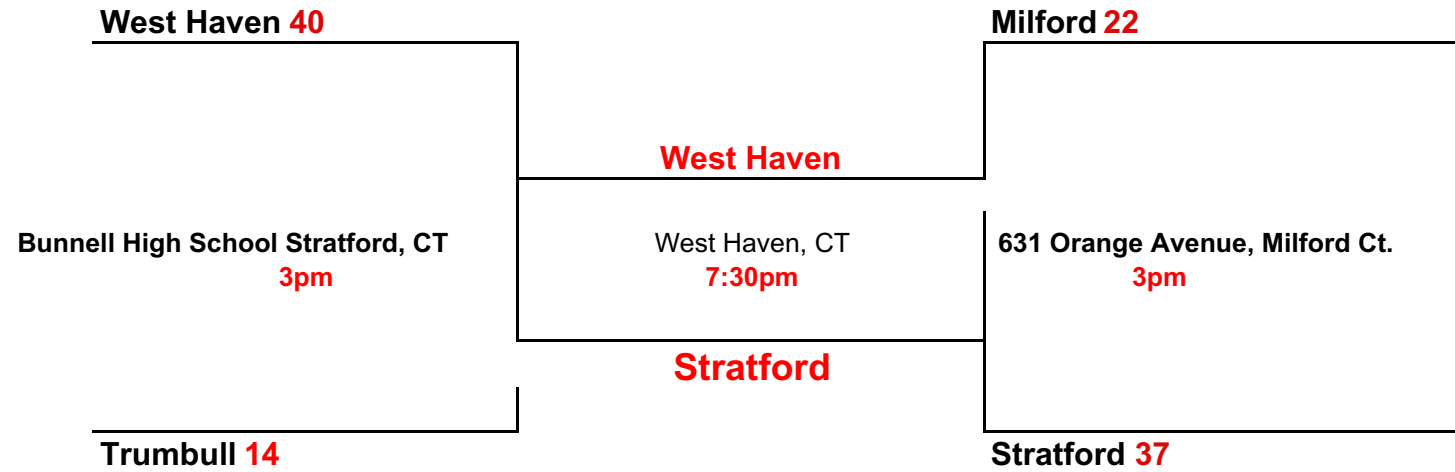 West Haven 40
Milford 22
West Haven
Bunnell High School Stratford, CT
3pm
West Haven, CT
7:30pm
631 Orange Avenue, Milford Ct.
3pm
Stratford
Trumbull 14
Stratford 37